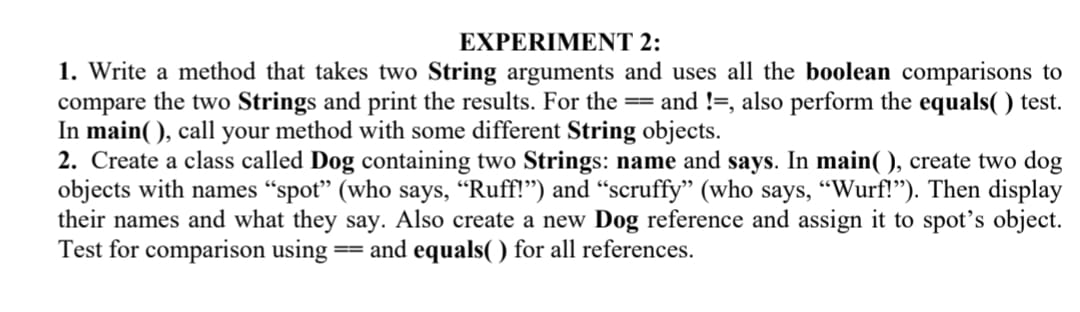 EXPERIMENT 2:
1. Write a method that takes two String arguments and uses all the boolean comparisons to
compare the two Strings and print the results. For the == and !=, also perform the equals( ) test.
In main( ), call your method with some different String objects.
2. Create a class called Dog containing two Strings: name and says. In main( ), create two dog
objects with names “spot” (who says, “Ruff!”) and “scruffy” (who says, “Wurf!”). Then display
their names and what they say. Also create a new Dog reference and assign it to spot’s object.
Test for comparison using == and equals( ) for all references.